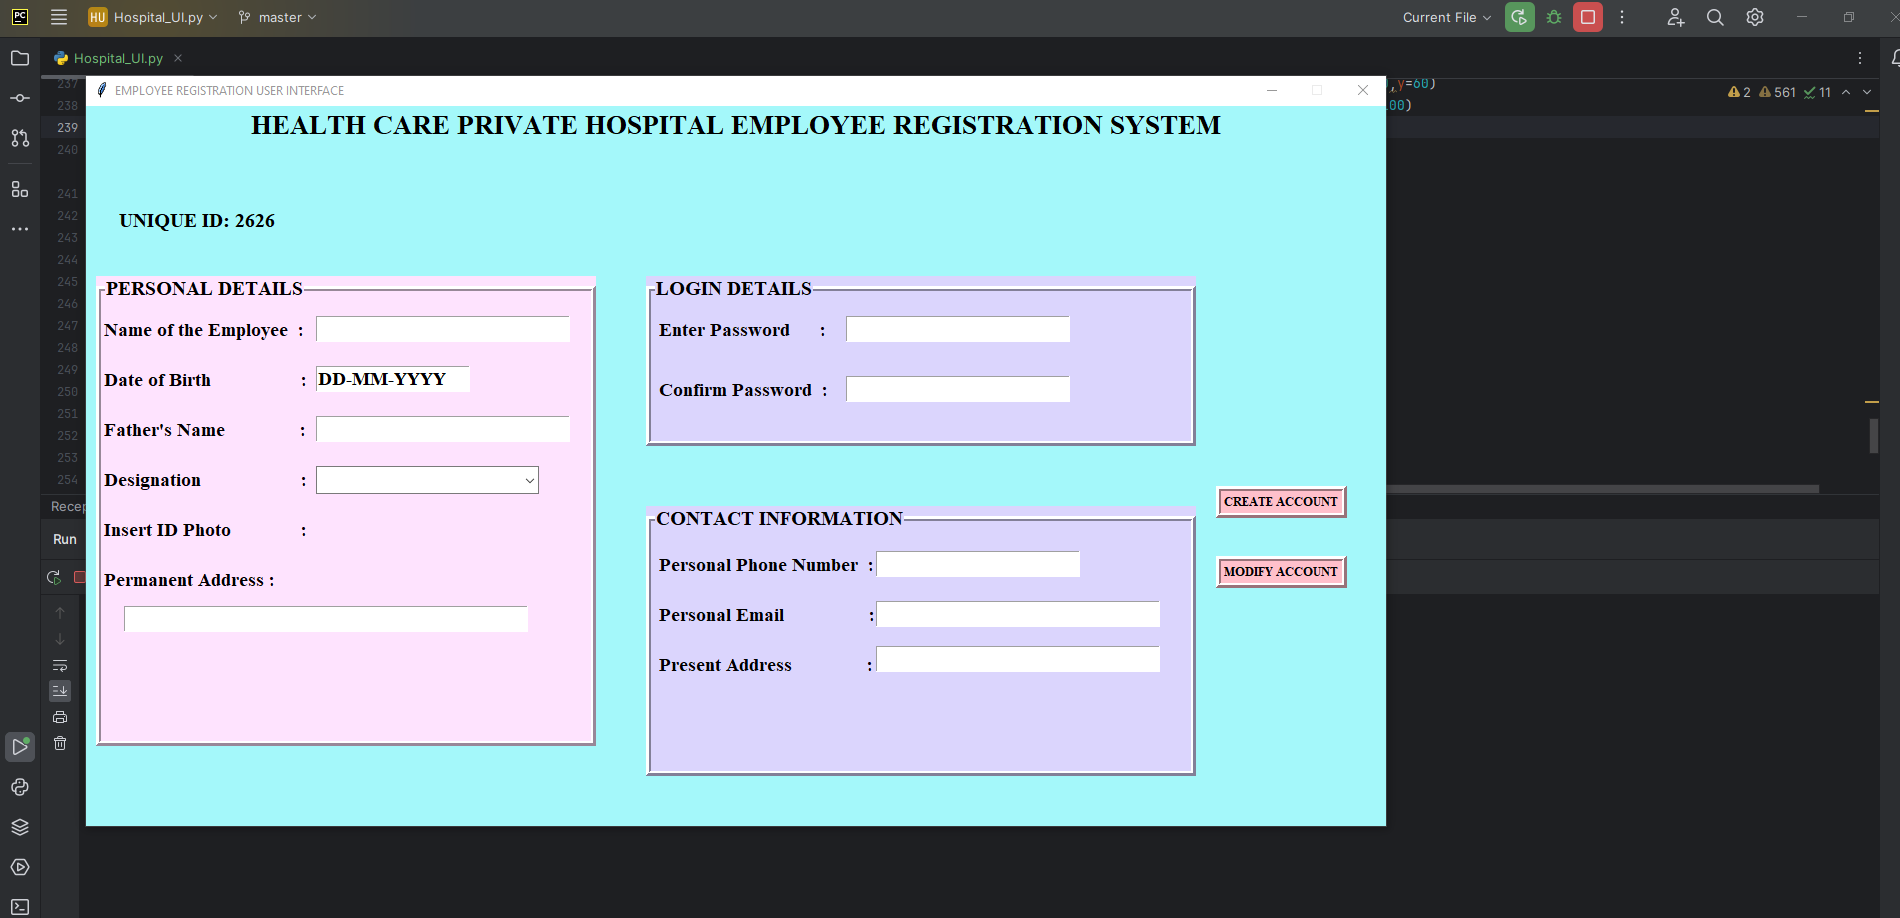 PC
HU Hospital_UI.py master Current File
Hospital_UI.py
237 ,y=60)
238 00) 2 561 11
239
240
241
242
243
244
245
246
247
248
249
250
251
252
253
254
Recep
Run
EMPLOYEE REGISTRATION USER INTERFACE
HEALTH CARE PRIVATE HOSPITAL EMPLOYEE REGISTRATION SYSTEM
UNIQUE ID: 2626
PERSONAL DETAILS
Name of the Employee :
Date of Birth : DD-MM-YYYY
Father's Name :
Designation :
Insert ID Photo :
Permanent Address :
LOGIN DETAILS
Enter Password :
Confirm Password :
CONTACT INFORMATION
Personal Phone Number :
Personal Email :
Present Address :
CREATE ACCOUNT
MODIFY ACCOUNT